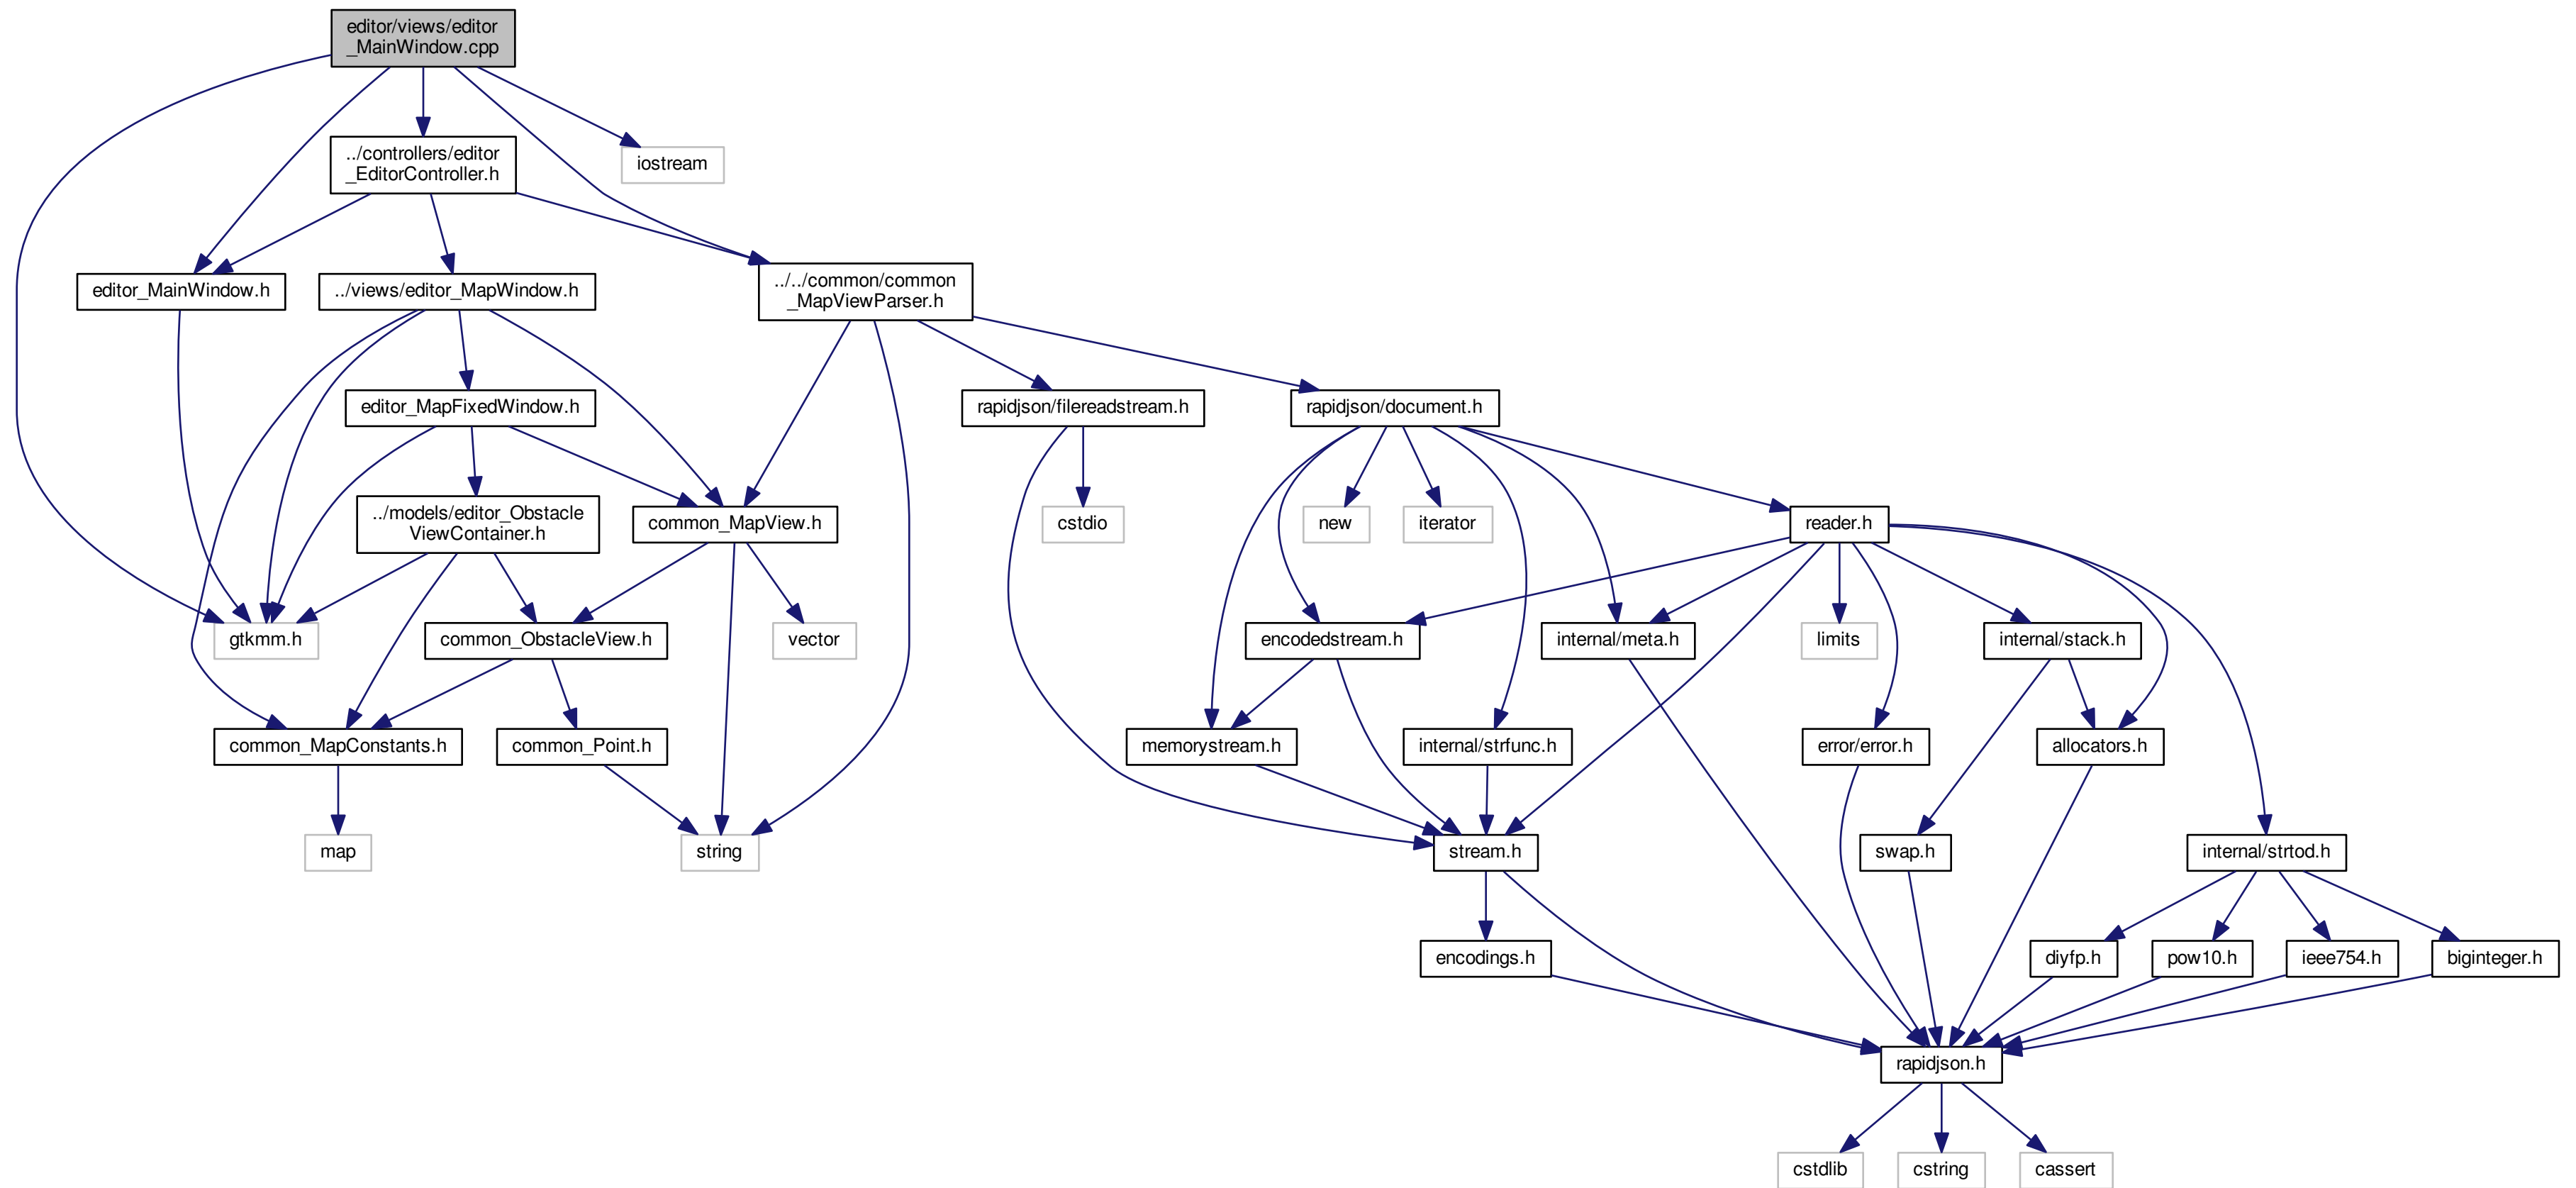 editor/views/editor
_MainWindow.cpp
../controllers/editor
_EditorController.h
iostream
editor_MainWindow.h
../views/editor_MapWindow.h
../../common/common
_MapViewParser.h
editor_MapFixedWindow.h
rapidjson/filereadstream.h
rapidjson/document.h
../models/editor_Obstacle
ViewContainer.h
common_MapView.h
cstdio
new
iterator
reader.h
gtkmm.h
common_ObstacleView.h
vector
encodedstream.h
internal/meta.h
limits
internal/stack.h
common_MapConstants.h
common_Point.h
memorystream.h
internal/strfunc.h
error/error.h
allocators.h
map
string
stream.h
swap.h
internal/strtod.h
encodings.h
diyfp.h
pow10.h
ieee754.h
biginteger.h
rapidjson.h
cstdlib
cstring
cassert